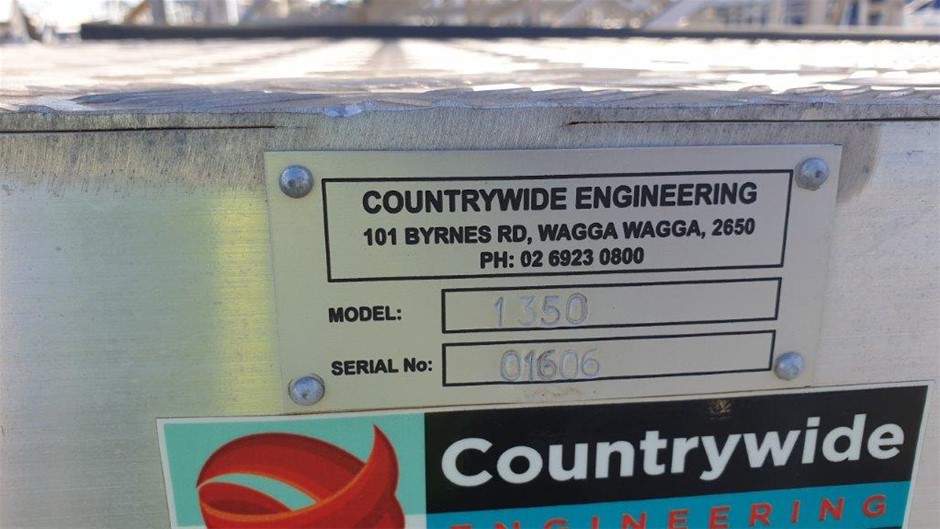 COUNTRYWIDE ENGINEERING
101 BYRNES RD, WAGGA WAGGA, 2650
PH: 02 6923 0800
MODEL: 1350
SERIAL No: 01606
Countrywide
ENGINEERING